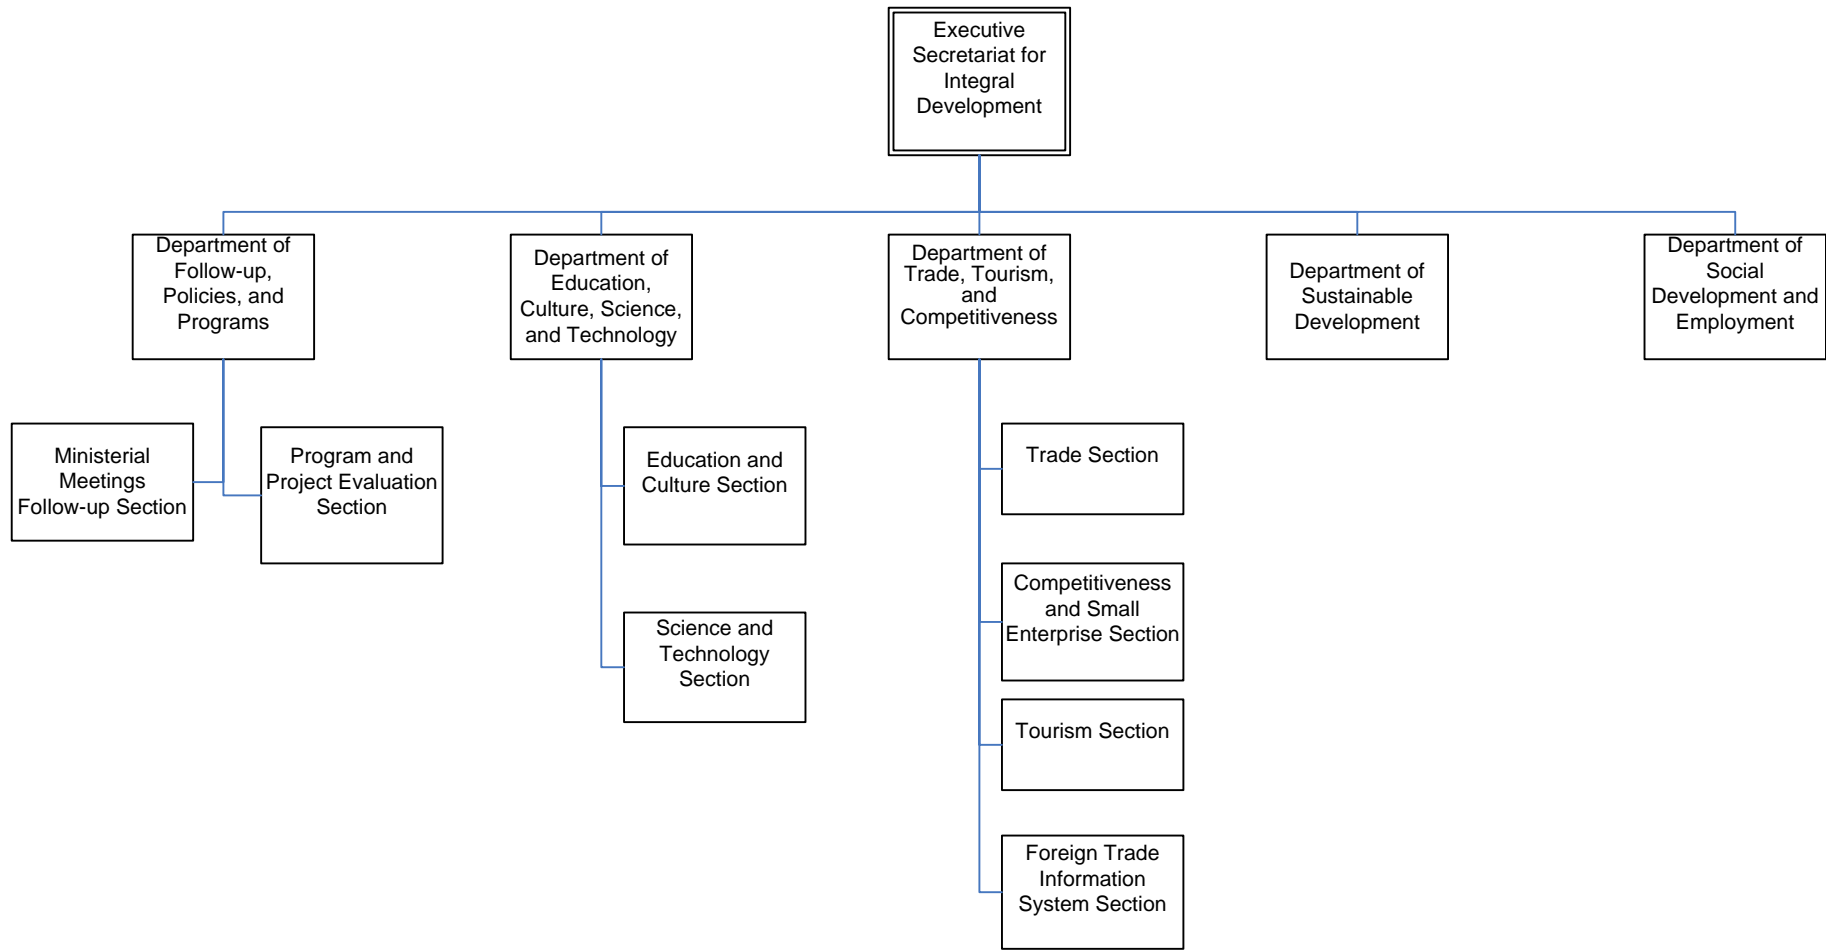 Executive
Secretariat for
Integral
Development
Department of
Follow-up,
Policies, and
Programs
Department of
Education,
Culture, Science,
and Technology
Department of
Trade, Tourism,
and
Competitiveness
Department of
Sustainable
Development
Department of
Social
Development and
Employment
Ministerial
Meetings
Follow-up Section
Program and
Project Evaluation
Section
Education and
Culture Section
Science and
Technology
Section
Trade Section
Competitiveness
and Small
Enterprise Section
Tourism Section
Foreign Trade
Information
System Section